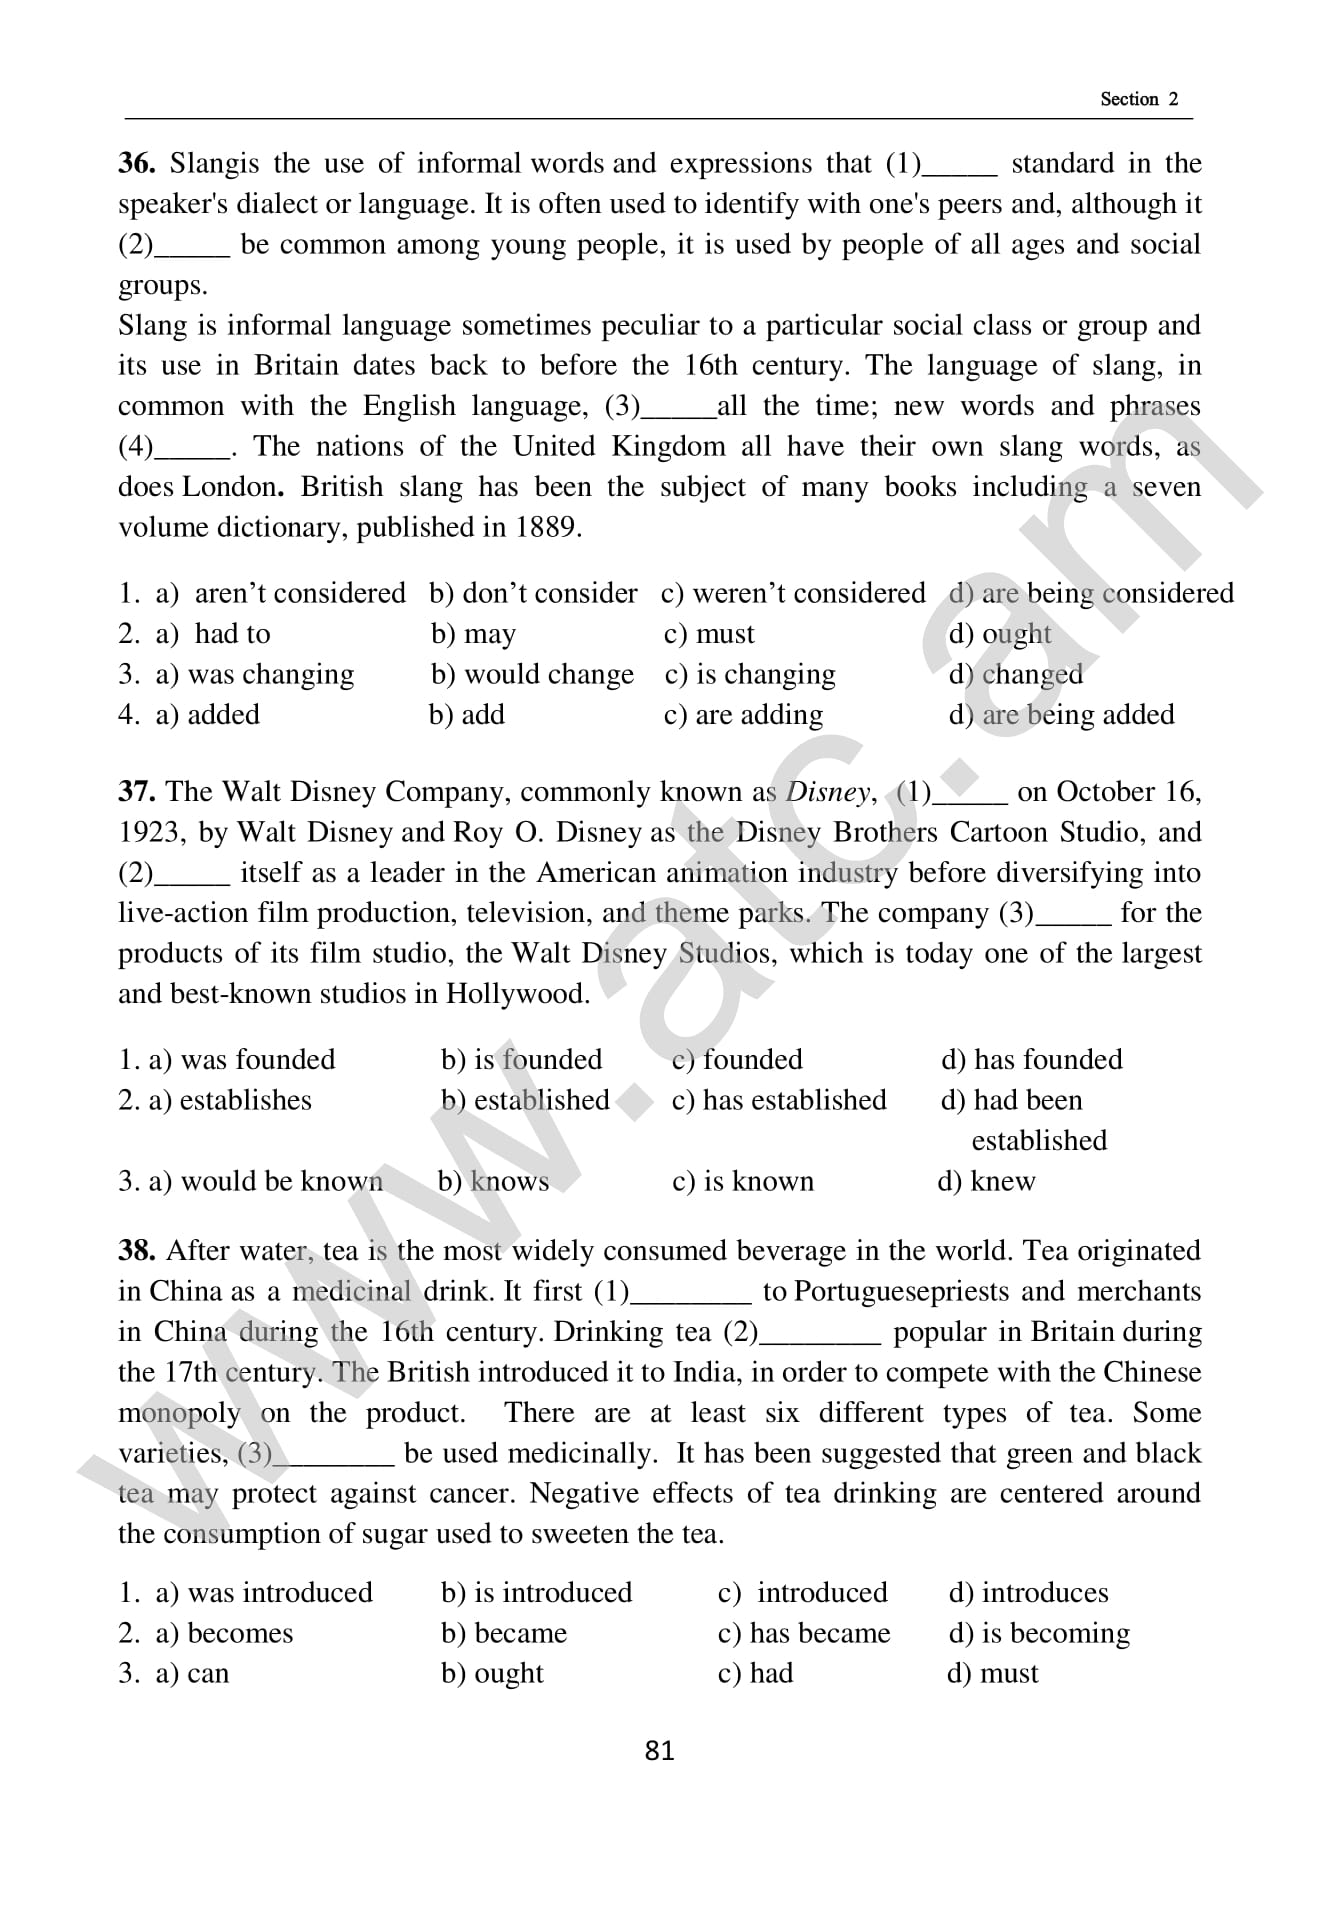 Section 2
36. Slangis the use of informal words and expressions that (1)_____ standard in the
speaker's dialect or language. It is often used to identify with one's peers and, although it
(2)_____ be common among young people, it is used by people of all ages and social
groups.
Slang is informal language sometimes peculiar to a particular social class or group and
its use in Britain dates back to before the 16th century. The language of slang, in
common with the English language, (3)_____all the time; new words and phrases
(4)_____. The nations of the United Kingdom all have their own slang words, as
does London. British slang has been the subject of many books including a seven
volume dictionary, published in 1889.
1. a) aren’t considered b) don’t consider c) weren’t considered d) are being considered
2. a) had to b) may c) must d) ought
3. a) was changing b) would change c) is changing d) changed
4. a) added b) add c) are adding d) are being added
37. The Walt Disney Company, commonly known as Disney, (1)_____ on October 16,
1923, by Walt Disney and Roy O. Disney as the Disney Brothers Cartoon Studio, and
(2)_____ itself as a leader in the American animation industry before diversifying into
live-action film production, television, and theme parks. The company (3)_____ for the
products of its film studio, the Walt Disney Studios, which is today one of the largest
and best-known studios in Hollywood.
1. a) was founded b) is founded c) founded d) has founded
2. a) establishes b) established c) has established d) had been
established
3. a) would be known b) knows c) is known d) knew
38. After water, tea is the most widely consumed beverage in the world. Tea originated
in China as a medicinal drink. It first (1)________ to Portuguesepriests and merchants
in China during the 16th century. Drinking tea (2)________ popular in Britain during
the 17th century. The British introduced it to India, in order to compete with the Chinese
monopoly on the product. There are at least six different types of tea. Some
varieties, (3)________ be used medicinally. It has been suggested that green and black
tea may protect against cancer. Negative effects of tea drinking are centered around
the consumption of sugar used to sweeten the tea.
1. a) was introduced b) is introduced c) introduced d) introduces
2. a) becomes b) became c) has became d) is becoming
3. a) can b) ought c) had d) must
81
www.atc.am